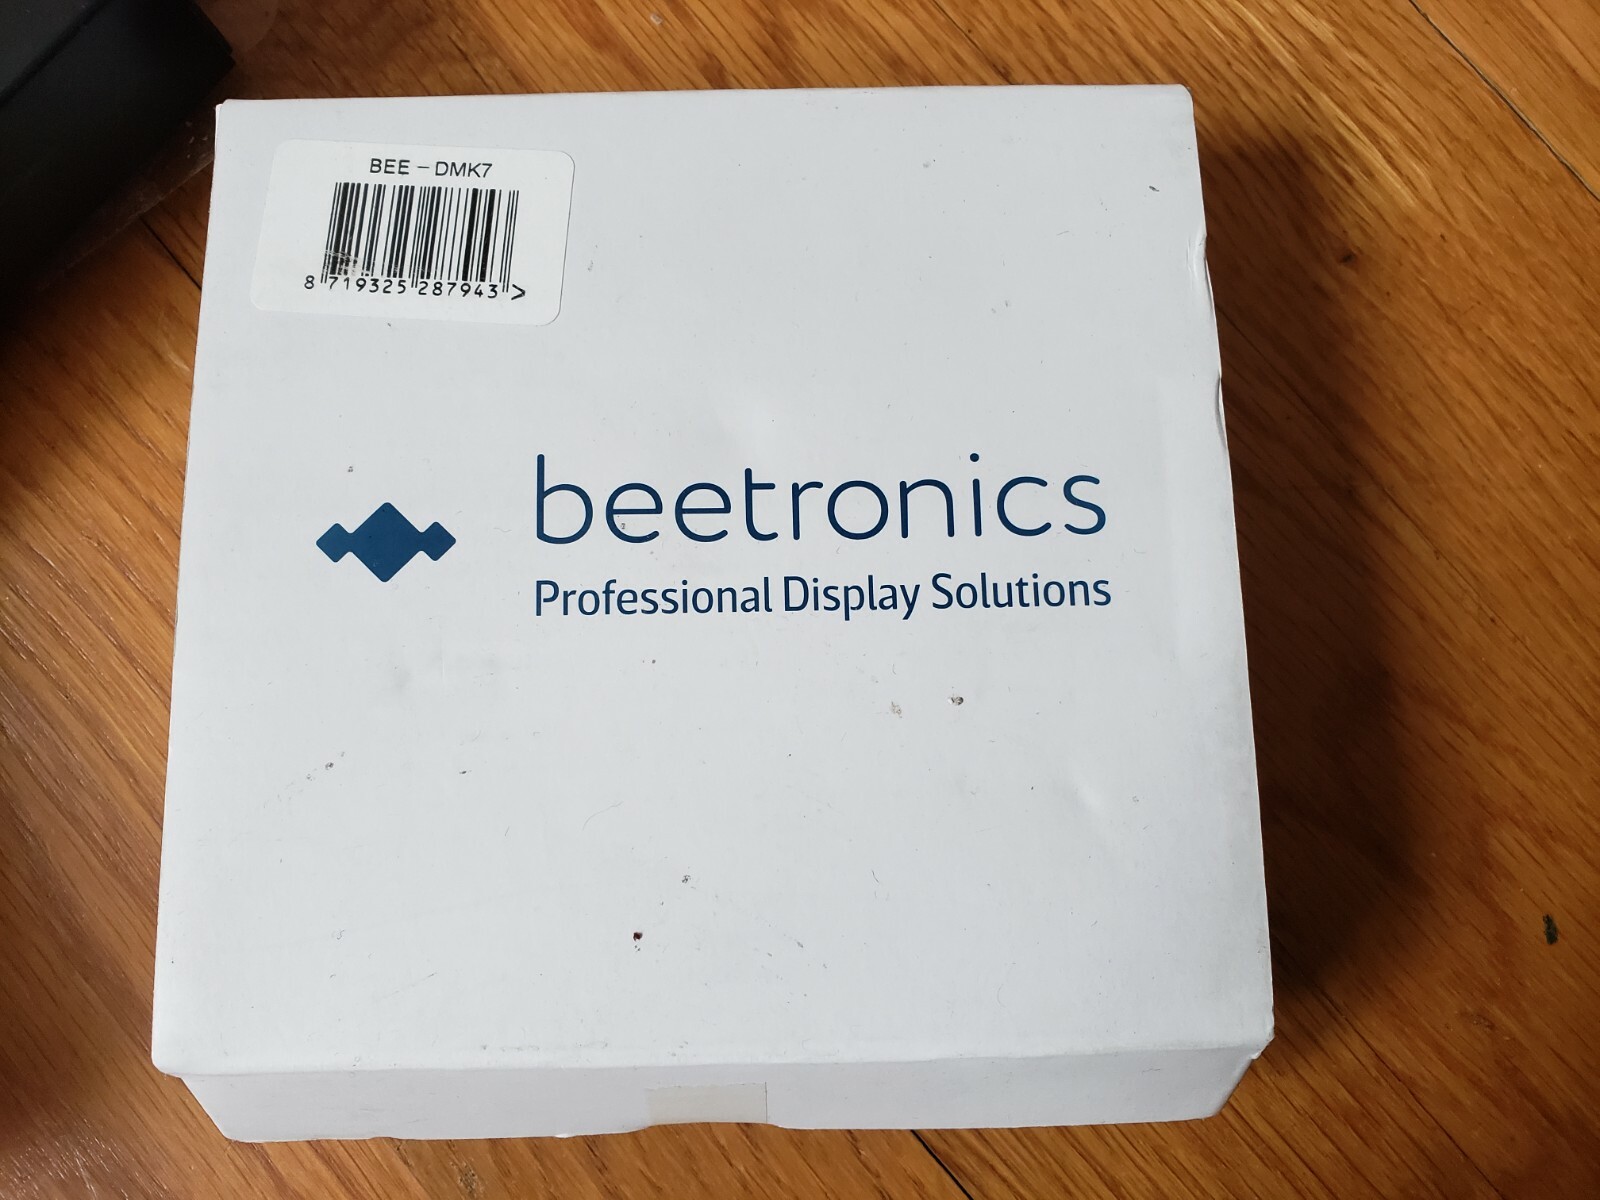 BEE - DMK7
8 719325 287943 >
beetronics
Professional Display Solutions